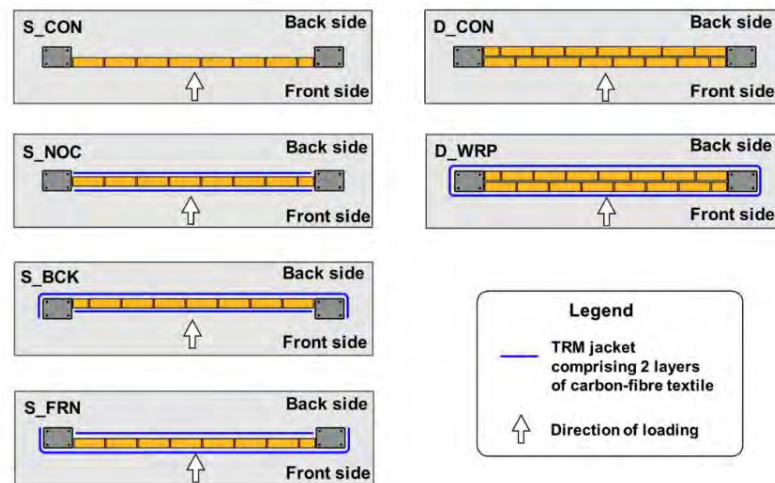 S_CON
Back side
Front side
D_CON
Back side
Front side
S_NOC
Back side
Front side
D_WRP
Back side
Front side
S_BCK
Back side
Front side
S_FRN
Back side
Front side
Legend
TRM jacket
comprising 2 layers
of carbon-fibre textile
Direction of loading